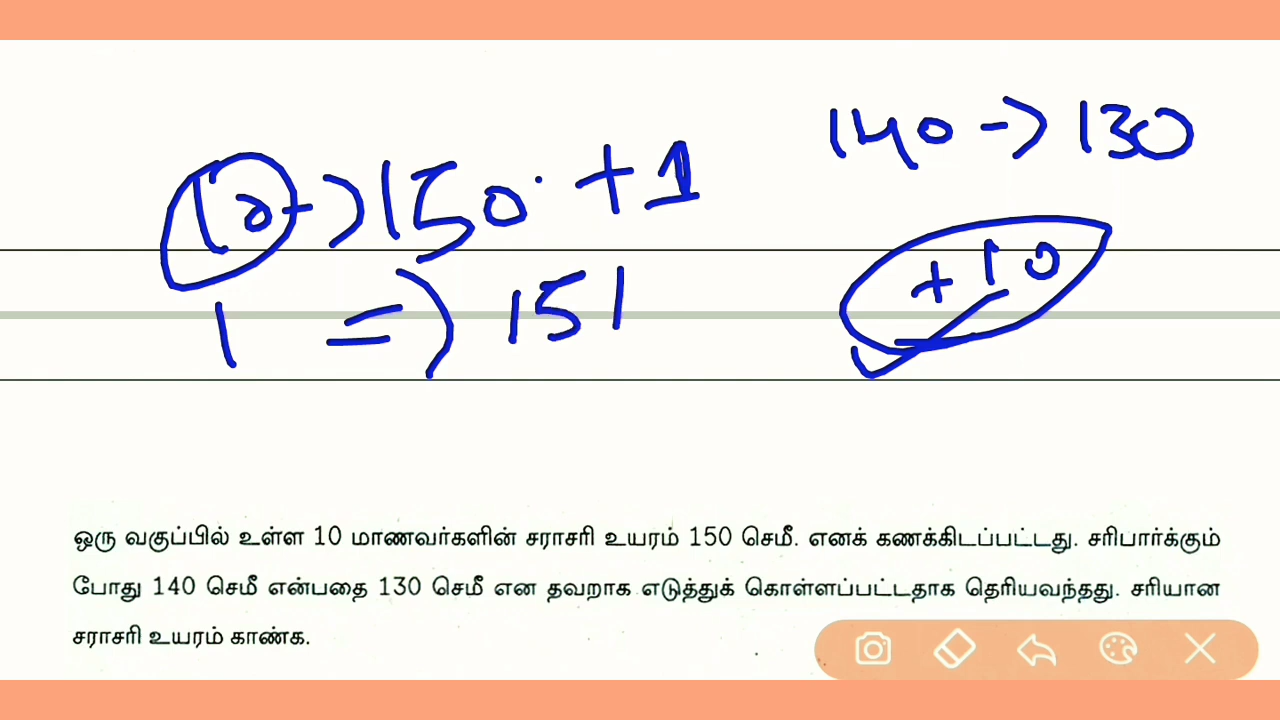 10 -> 150 + 1
1 => 151
140 -> 130
+10
ஒரு வகுப்பில் உள்ள 10 மாணவர்களின் சராசரி உயரம் 150 செமீ. எனக் கணக்கிடப்பட்டது. சரிபார்க்கும்
போது 140 செமீ என்பதை 130 செமீ என தவறாக எடுத்துக் கொள்ளப்பட்டதாக தெரியவந்தது. சரியான
சராசரி உயரம் காண்க.